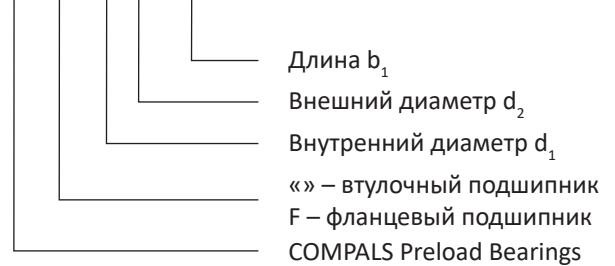 Длина b₁
Внешний диаметр d₂
Внутренний диаметр d₁
«» – втулочный подшипник
F – фланцевый подшипник
COMPALS Preload Bearings